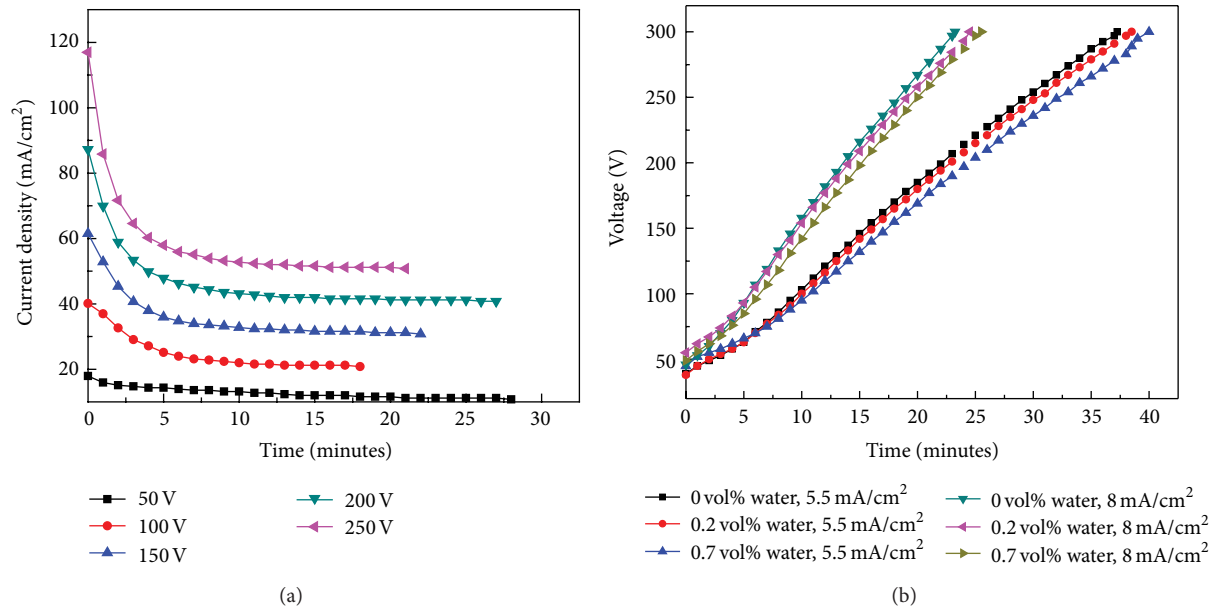 120
100
80
60
40
20
Current density (mA/cm²)
0 5 10 15 20 25 30
Time (minutes)
50 V
100 V
150 V
200 V
250 V
(a)
300
250
200
150
100
50
Voltage (V)
0 5 10 15 20 25 30 35 40
Time (minutes)
0 vol% water, 5.5 mA/cm²
0.2 vol% water, 5.5 mA/cm²
0.7 vol% water, 5.5 mA/cm²
0 vol% water, 8 mA/cm²
0.2 vol% water, 8 mA/cm²
0.7 vol% water, 8 mA/cm²
(b)